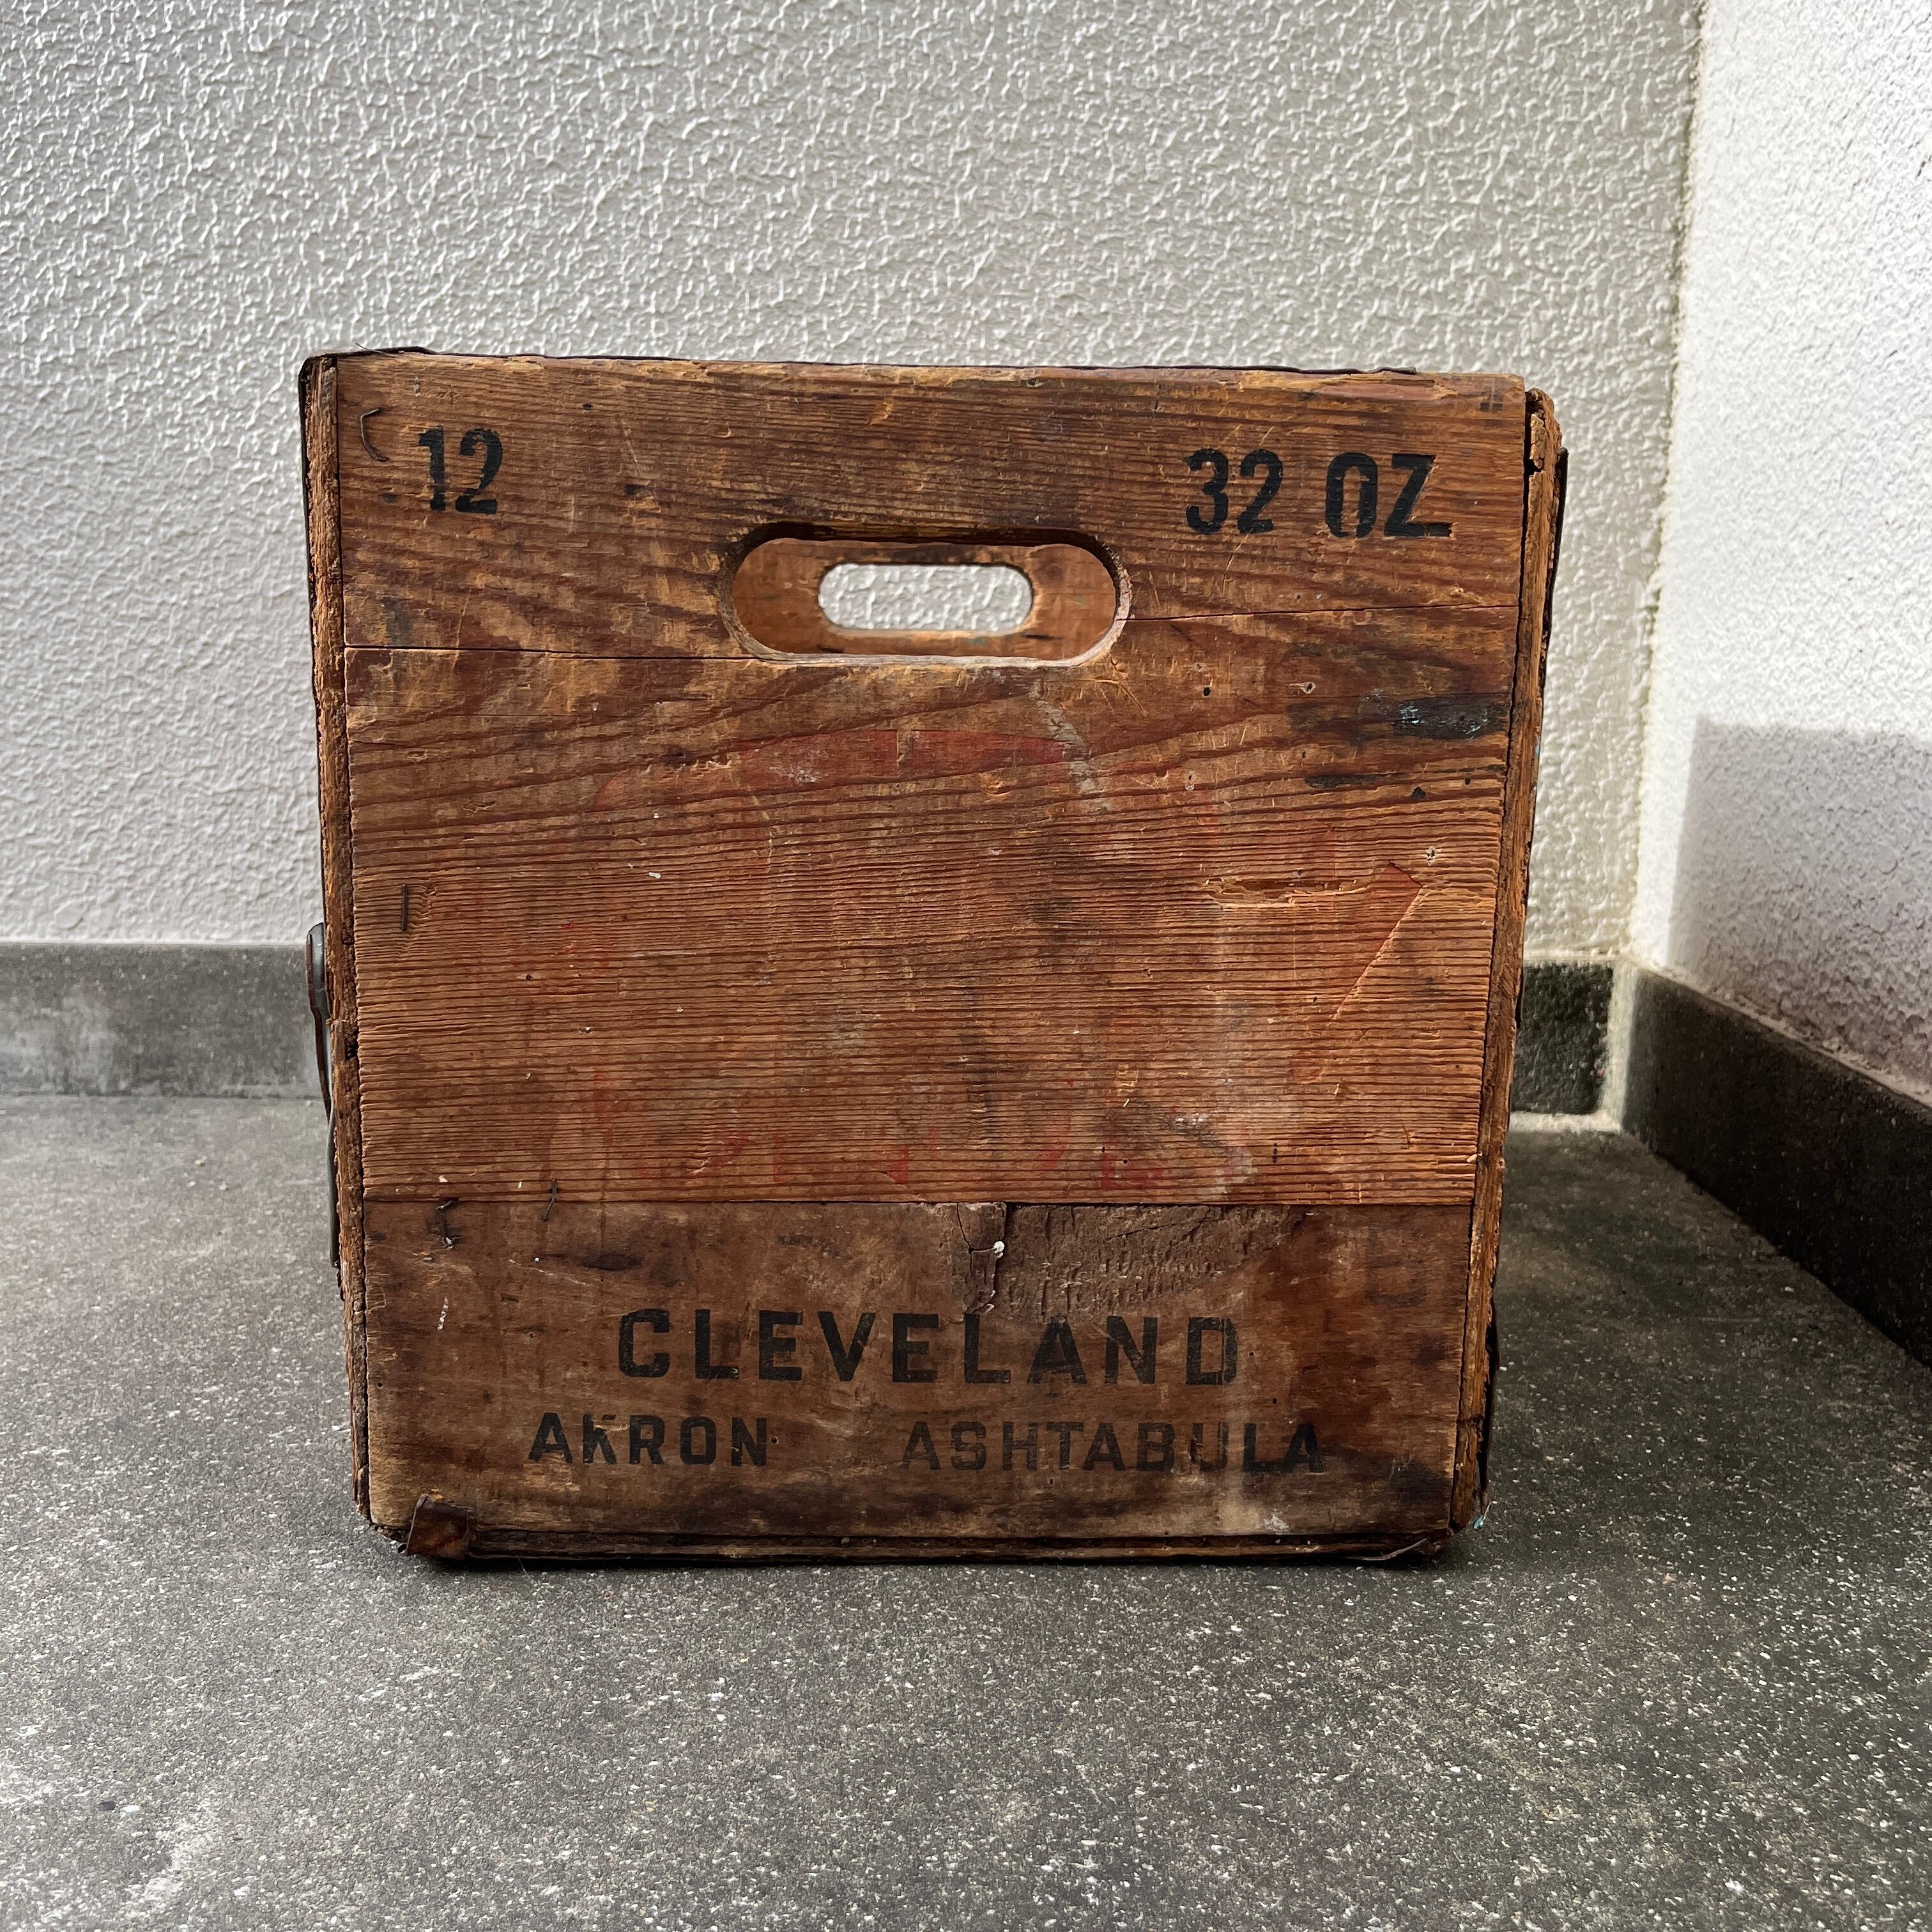 12 32 OZ
CLEVELAND
AKRON ASHTABULA